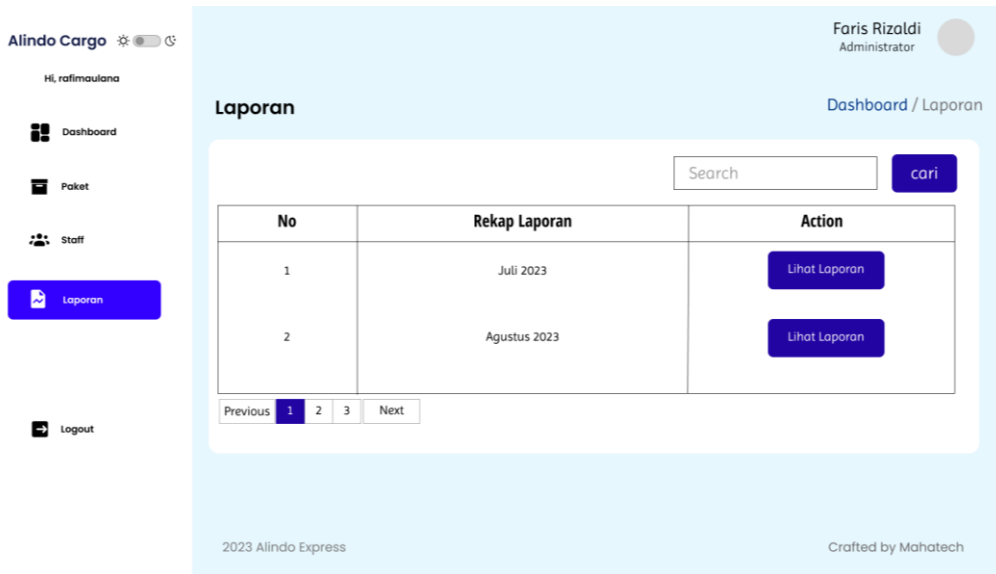 Alindo Cargo
Hi, rafimaulana
Dashboard
Paket
Staff
Laporan
Logout
Faris Rizaldi
Administrator
Laporan
Dashboard / Laporan
Search cari
No Rekap Laporan Action
1 Juli 2023 Lihat Laporan
2 Agustus 2023 Lihat Laporan
Previous 1 2 3 Next
2023 Alindo Express Crafted by Mahatech